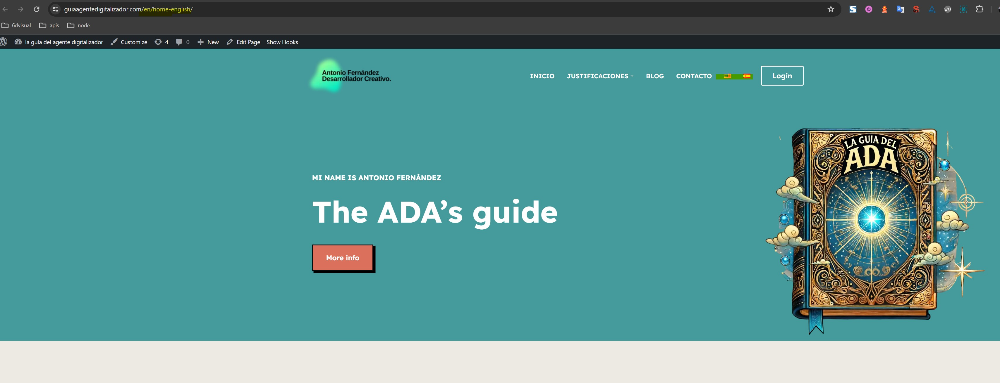 guiaagentedigitalizador.com/en/home-english/
6dvisual apis node
la guía del agente digitalizador Customize 4 0 New Edit Page Show Hooks
Antonio Fernández
Desarrollador Creativo.
INICIO JUSTIFICACIONES BLOG CONTACTO Login
LA GUIA DEL
ADA
MI NAME IS ANTONIO FERNÁNDEZ
The ADA’s guide
More info